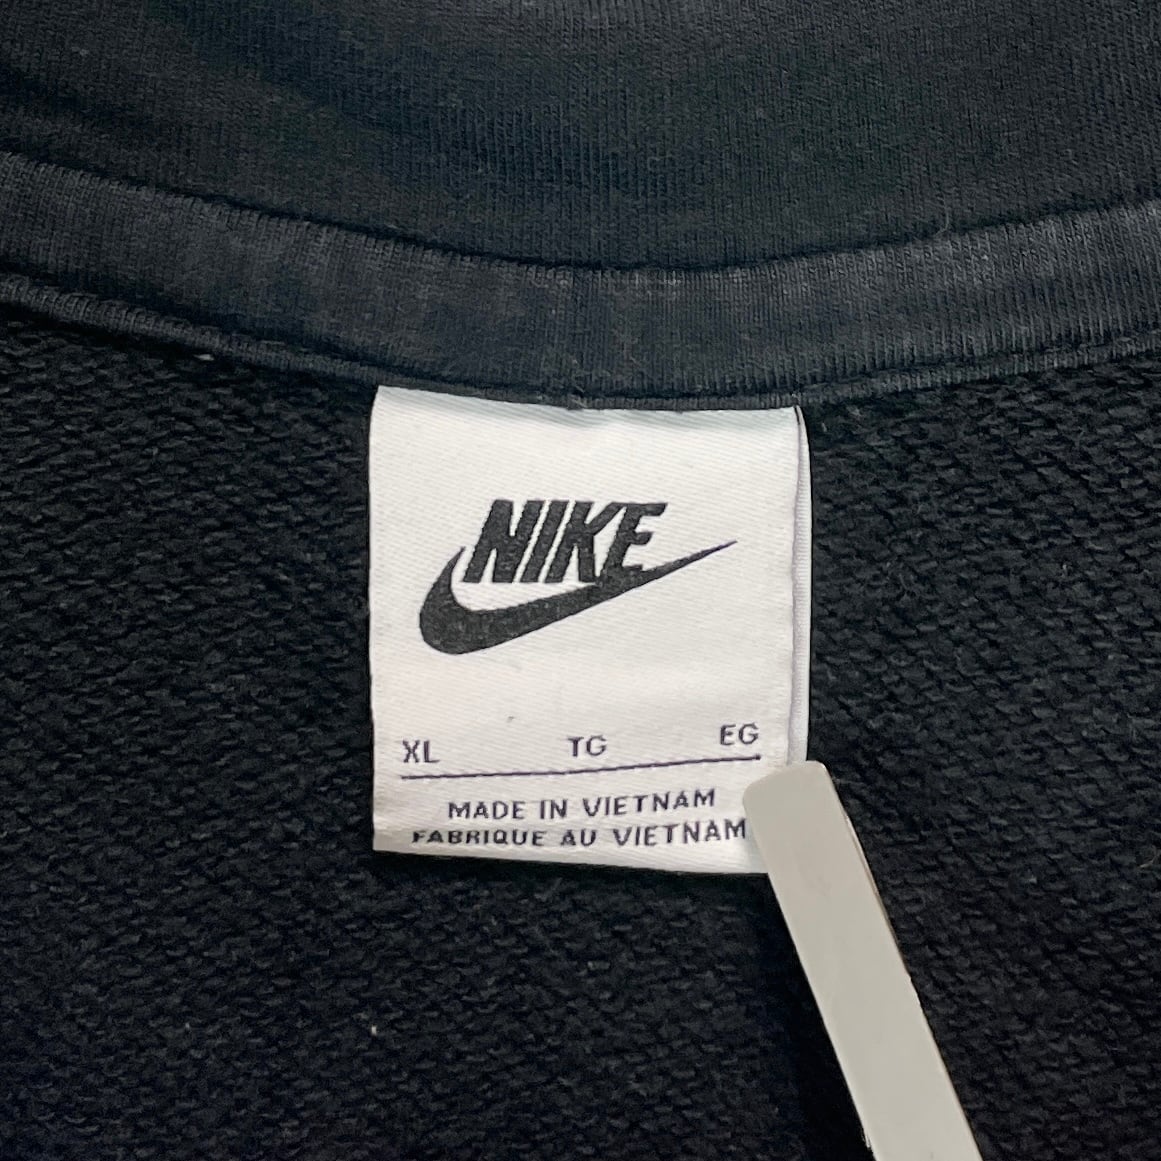 NIKE
XL TG EG
MADE IN VIETNAM
FABRIQUE AU VIETNAM